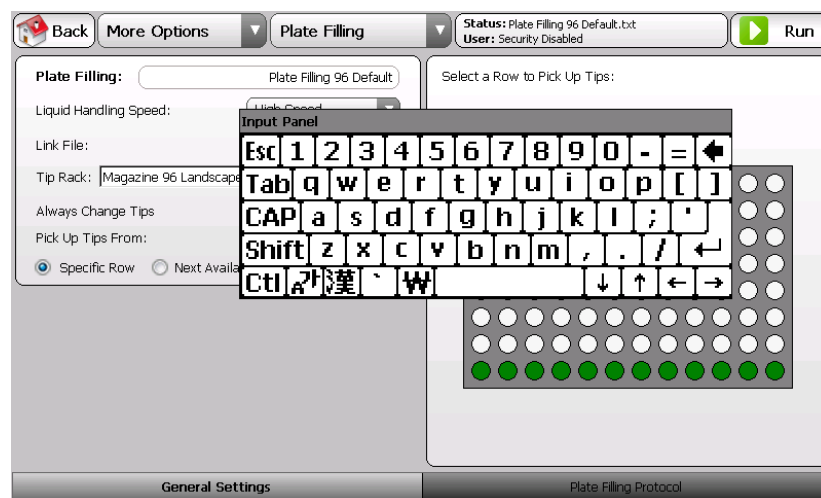 Back More Options Plate Filling Status: Plate Filling 96 Default.txt Run
User: Security Disabled
Plate Filling: Plate Filling 96 Default
Select a Row to Pick Up Tips:
Liquid Handling Speed: High Speed
Input Panel
Link File:
Esc 1 2 3 4 5 6 7 8 9 0 - =
Tip Rack: Magazine 96 Landscape
Tab q w e r t y u i o p [ ]
Always Change Tips
CAP a s d f g h j k l ; '
Pick Up Tips From:
Shift z x c v b n m , . / ↵
Specific Row Next Availa
Ctl A가 漢 ` ₩ ↓ ↑ ← →
General Settings Plate Filling Protocol